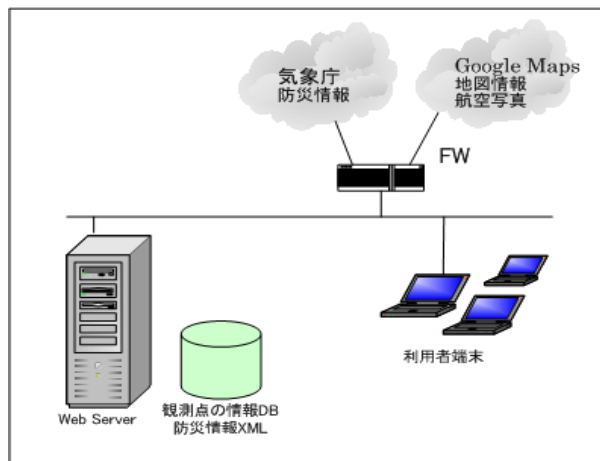 気象庁
防災情報
Google Maps
地図情報
航空写真
FW
利用者端末
Web Server
観測点の情報DB
防災情報XML